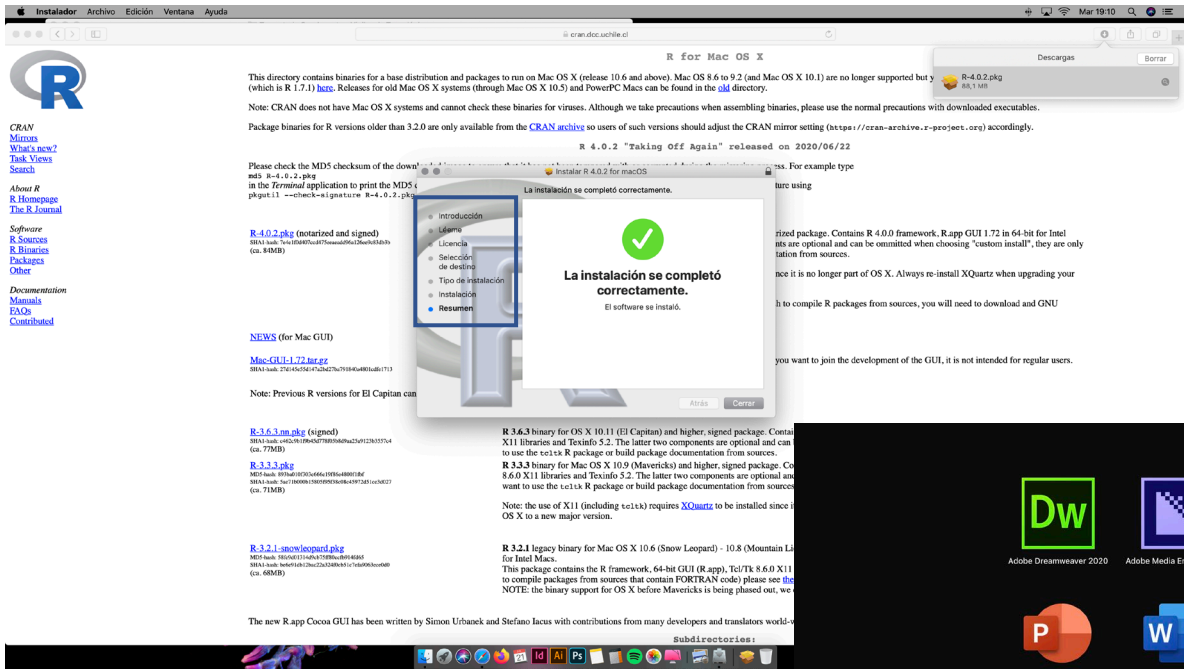 Instalador Archivo Edición Ventana Ayuda
Mar 19:10
cran.dcc.uchile.cl
Descargas
Borrar
R-4.0.2.pkg
88,1 MB
R
CRAN
Mirrors
What's new?
Task Views
Search
About R
R Homepage
The R Journal
Software
R Sources
R Binaries
Packages
Other
Documentation
Manuals
FAQs
Contributed
R for Mac OS X
This directory contains binaries for a base distribution and packages to run on Mac OS X (release 10.6 and above). Mac OS 8.6 to 9.2 (and Mac OS X 10.1) are no longer supported but y
(which is R 1.7.1) here. Releases for old Mac OS X systems (through Mac OS X 10.5) and PowerPC Macs can be found in the old directory.
Note: CRAN does not have Mac OS X systems and cannot check these binaries for viruses. Although we take precautions when assembling binaries, please use the normal precautions with downloaded executables.
Package binaries for R versions older than 3.2.0 are only available from the CRAN archive so users of such versions should adjust the CRAN mirror setting (https://cran-archive.r-project.org) accordingly.
R 4.0.2 "Taking Off Again" released on 2020/06/22
Please check the MD5 checksum of the down ss. For example type
md5 R-4.0.2.pkg
in the Terminal application to print the MD5 ture using
pkgutil --check-signature R-4.0.2.pkg
R-4.0.2.pkg (notarized and signed)
(ca. 84MB)
rized package. Contains R 4.0.0 framework, R.app GUI 1.72 in 64-bit for Intel
nts are optional and can be ommitted when choosing "custom install", they are only
tation from sources.
nce it is no longer part of OS X. Always re-install XQuartz when upgrading your
h to compile R packages from sources, you will need to download and GNU
Instalar R 4.0.2 for macOS
La instalación se completó correctamente.
Introducción
Léeme
Licencia
Selección
de destino
Tipo de instalación
Instalación
Resumen
La instalación se completó
correctamente.
El software se instaló.
Atrás
Cerrar
NEWS (for Mac GUI)
Mac-GUI-1.72.tar.gz
you want to join the development of the GUI, it is not intended for regular users.
Note: Previous R versions for El Capitan can
R-3.6.3.nn.pkg (signed)
(ca. 77MB)
R 3.6.3 binary for OS X 10.11 (El Capitan) and higher, signed package. Contai
X11 libraries and Texinfo 5.2. The latter two components are optional and can
to use the tcltk R package or build package documentation from sources.
R-3.3.3.pkg
(ca. 71MB)
R 3.3.3 binary for Mac OS X 10.9 (Mavericks) and higher, signed package. Co
8.6.0 X11 libraries and Texinfo 5.2. The latter two components are optional and
want to use the tcltk R package or build package documentation from sources
Note: the use of X11 (including tcltk) requires XQuartz to be installed since i
OS X to a new major version.
R-3.2.1-snowleopard.pkg
(ca. 68MB)
R 3.2.1 legacy binary for Mac OS X 10.6 (Snow Leopard) - 10.8 (Mountain Li
for Intel Macs.
This package contains the R framework, 64-bit GUI (R.app), Tcl/Tk 8.6.0 X11
to compile packages from sources that contain FORTRAN code) please see the
NOTE: the binary support for OS X before Mavericks is being phased out, we
The new R.app Cocoa GUI has been written by Simon Urbanek and Stefano Iacus with contributions from many developers and translators world-w
Subdirectories:
Id Ai Ps
Dw
Adobe Dreamweaver 2020
Adobe Media En
P
W